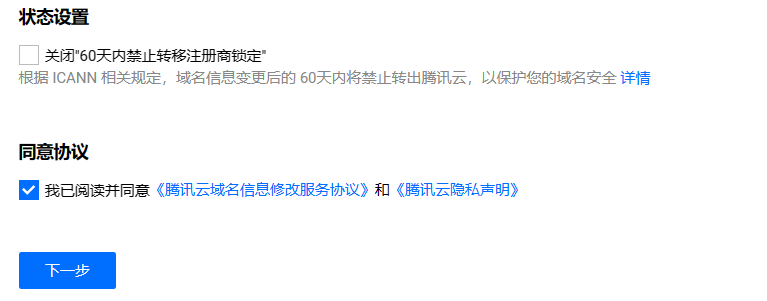 状态设置
关闭"60天内禁止转移注册商锁定"
根据 ICANN 相关规定，域名信息变更后的 60天内将禁止转出腾讯云，以保护您的域名安全 详情
同意协议
我已阅读并同意《腾讯云域名信息修改服务协议》和《腾讯云隐私声明》
下一步